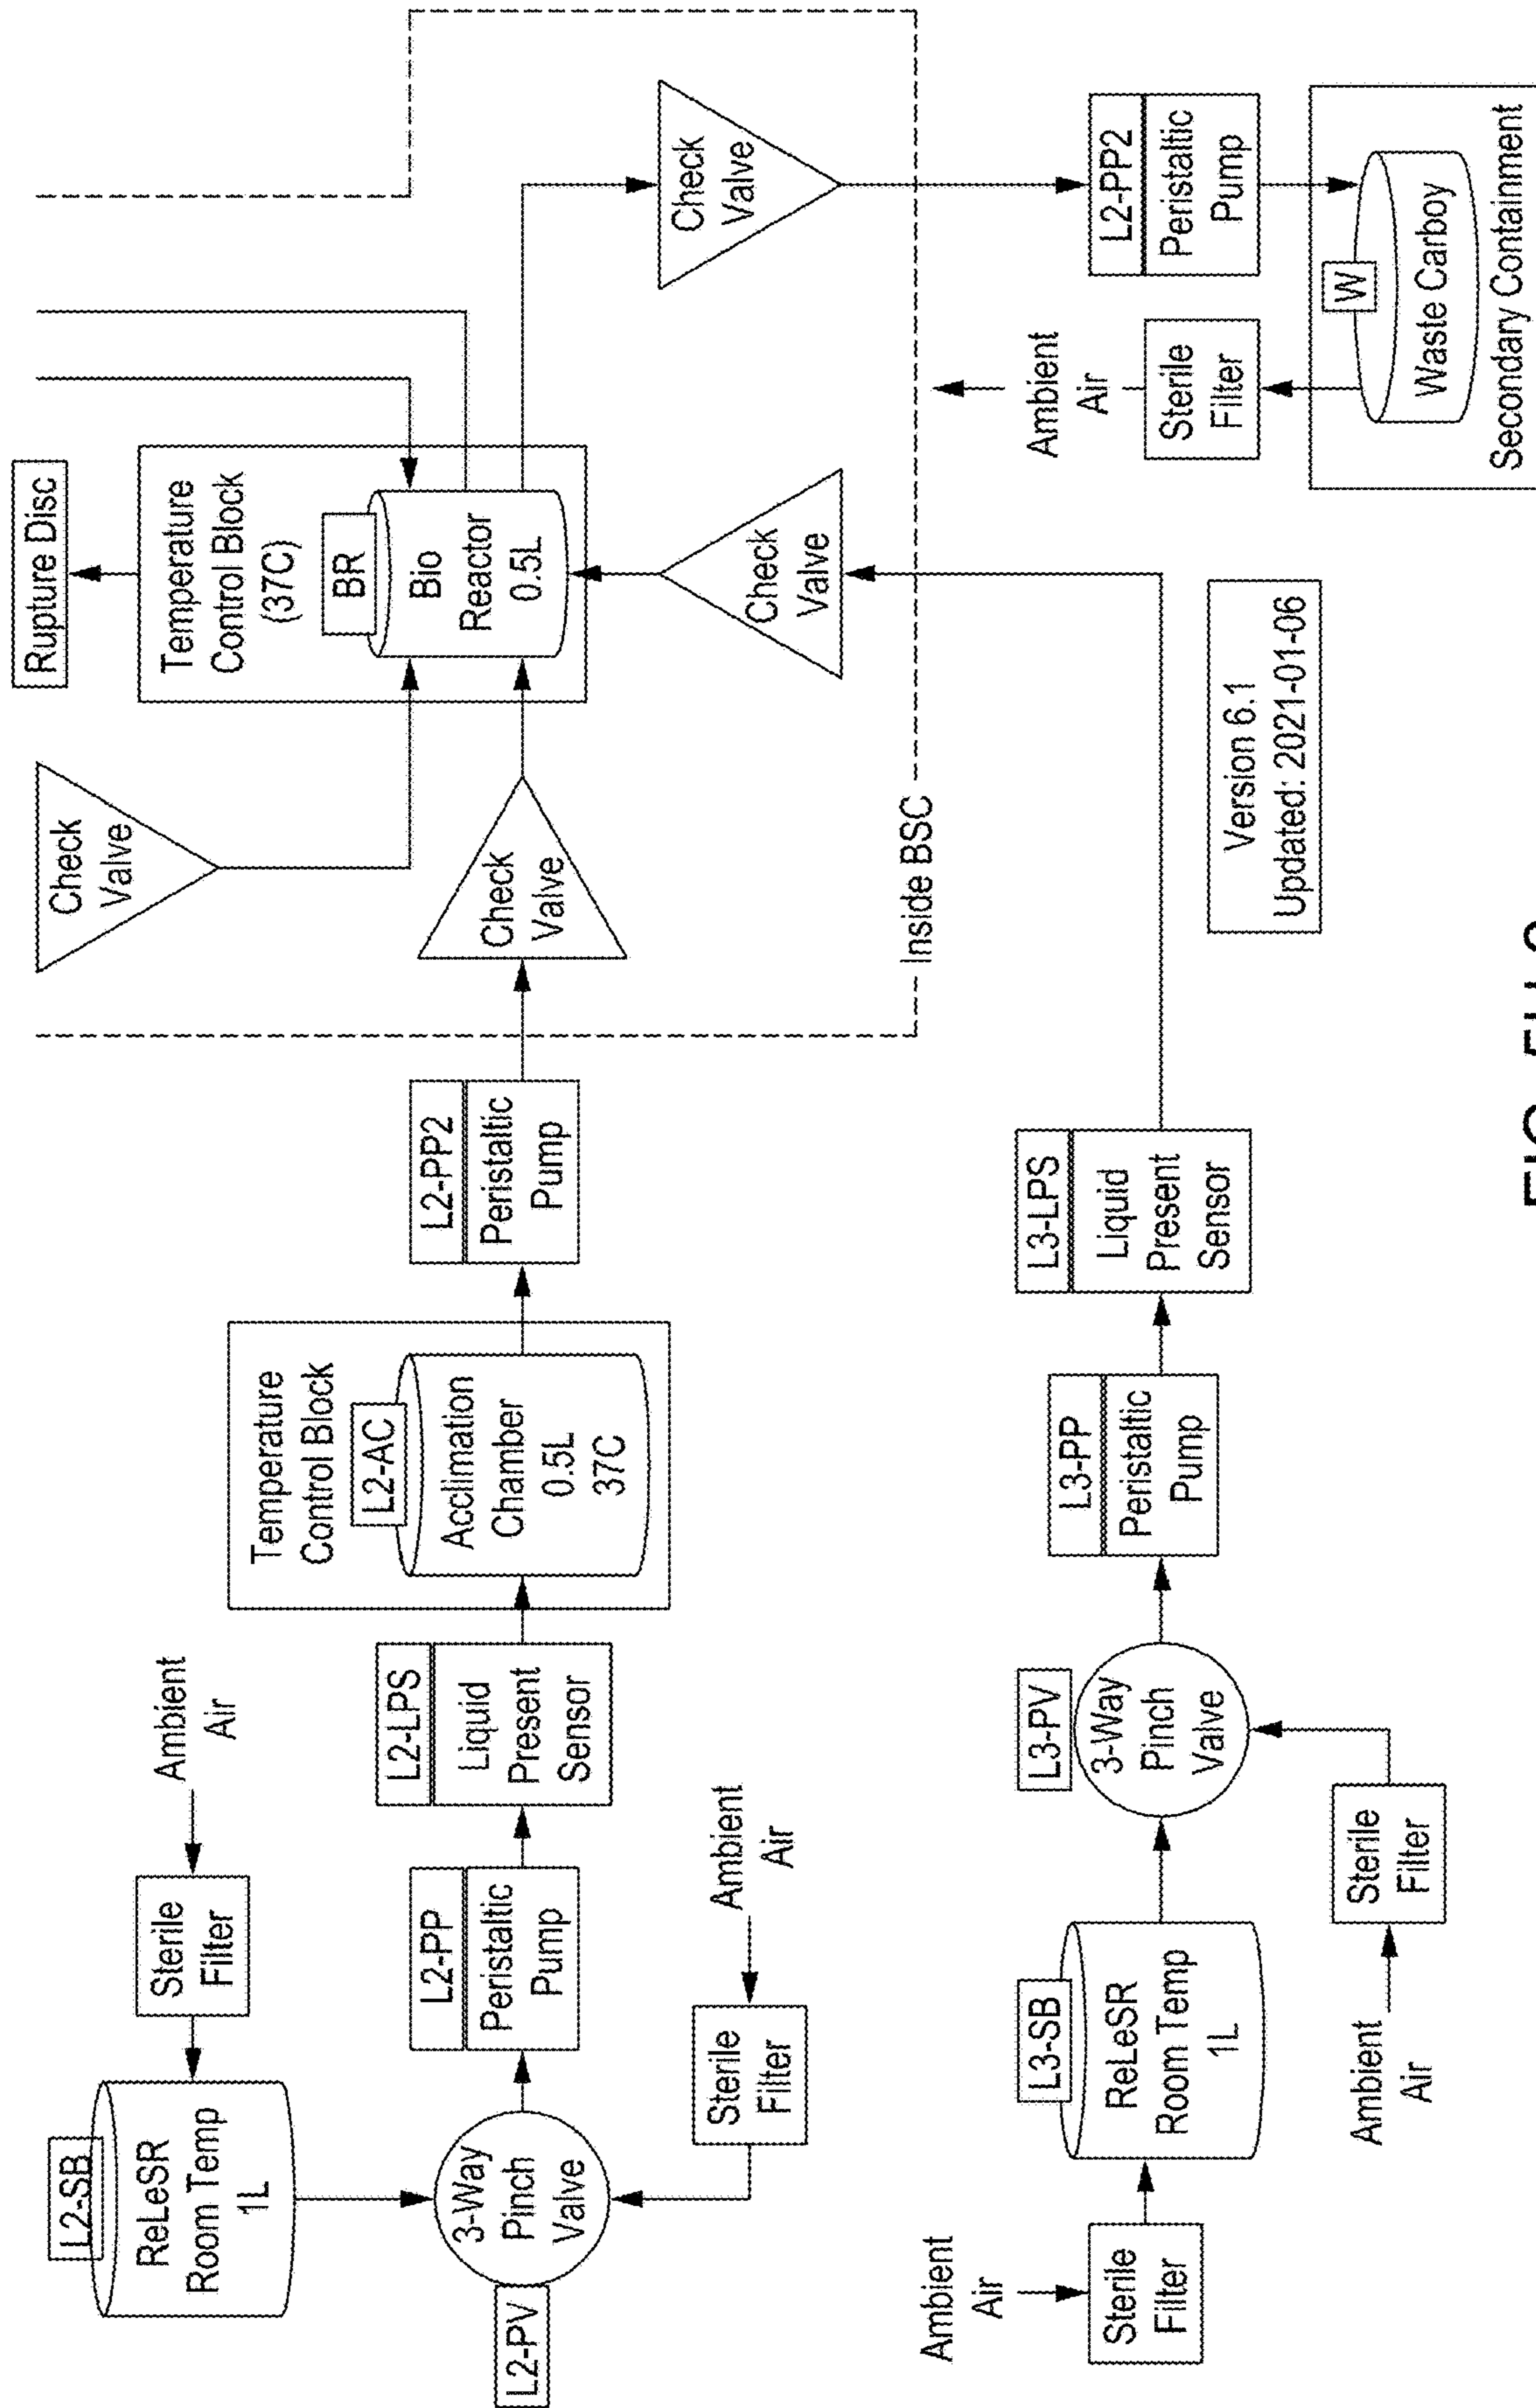 Rupture Disc
Temperature
Control Block
(37C)
BR
Bio
Reactor
0.5L
Check
Valve
Check
Valve
Check
Valve
Check
Valve
Inside BSC
L2-SB
ReLeSR
Room Temp
1L
Sterile
Filter
Ambient
Air
L2-PV
3-Way
Pinch
Valve
Sterile
Filter
Ambient
Air
L2-PP
Peristaltic
Pump
L2-LPS
Liquid
Present
Sensor
Temperature
Control Block
L2-AC
Acclimation
Chamber
0.5L
37C
L2-PP2
Peristaltic
Pump
L2-PP2
Peristaltic
Pump
Ambient
Air
Sterile
Filter
W
Waste Carboy
Secondary Containment
Ambient
Air
Sterile
Filter
L3-SB
ReLeSR
Room Temp
1L
Ambient
Air
Sterile
Filter
L3-PV
3-Way
Pinch
Valve
L3-PP
Peristaltic
Pump
L3-LPS
Liquid
Present
Sensor
Version 6.1
Updated: 2021-01-06